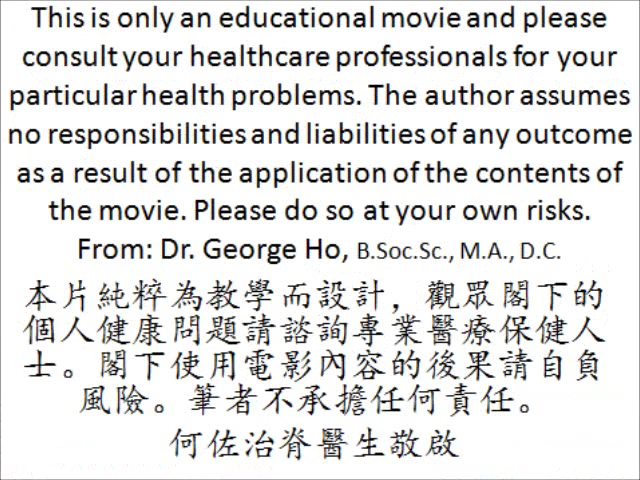 This is only an educational movie and please
consult your healthcare professionals for your
particular health problems. The author assumes
no responsibilities and liabilities of any outcome
as a result of the application of the contents of
the movie. Please do so at your own risks.
From: Dr. George Ho, B.Soc.Sc., M.A., D.C.
本片純粹為教學而設計，觀眾閣下的
個人健康問題請諮詢專業醫療保健人
士。閣下使用電影內容的後果請自負
風險。筆者不承擔任何責任。
何佐治脊醫生敬啟